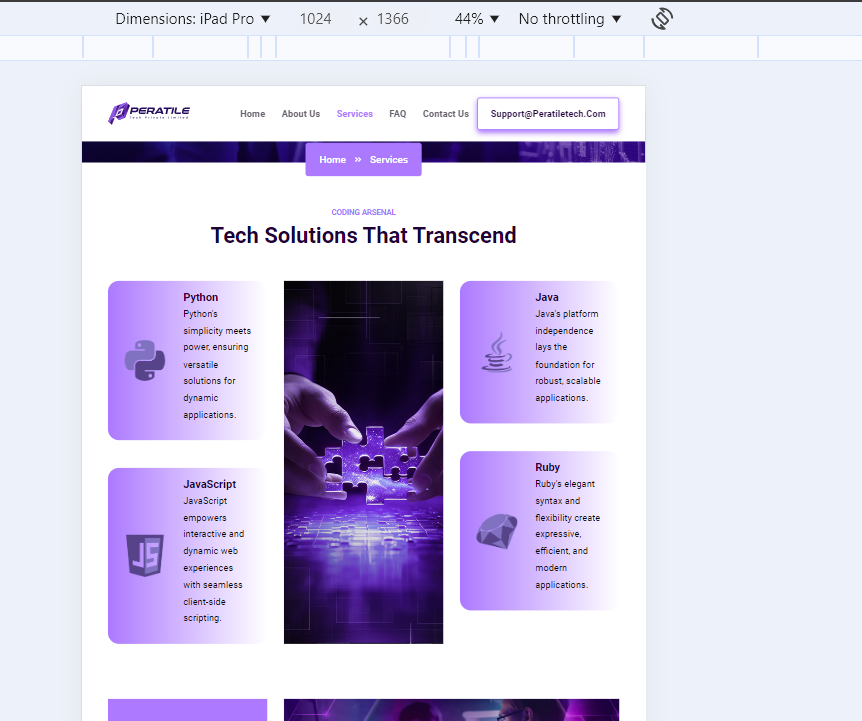 Dimensions: iPad Pro ▼ 1024 × 1366 44% ▼ No throttling ▼
PERATILE
Tech Private Limited
Home About Us Services FAQ Contact Us Support@Peratiletech.Com
Home » Services
CODING ARSENAL
Tech Solutions That Transcend
Python
Python's
simplicity meets
power, ensuring
versatile
solutions for
dynamic
applications.
JavaScript
JavaScript
empowers
interactive and
dynamic web
experiences
with seamless
client-side
scripting.
JS
Java
Java's platform
independence
lays the
foundation for
robust, scalable
applications.
Ruby
Ruby's elegant
syntax and
flexibility create
expressive,
efficient, and
modern
applications.